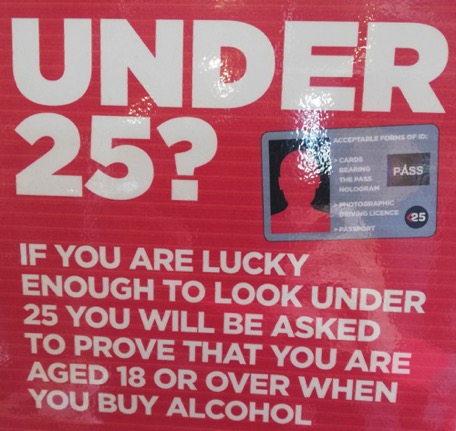 UNDER
25?
ACCEPTABLE FORMS OF ID:
> CARDS
BEARING
THE PASS
HOLOGRAM
PASS
> PHOTOGRAPHIC
DRIVING LICENCE
25
> PASSPORT
IF YOU ARE LUCKY
ENOUGH TO LOOK UNDER
25 YOU WILL BE ASKED
TO PROVE THAT YOU ARE
AGED 18 OR OVER WHEN
YOU BUY ALCOHOL